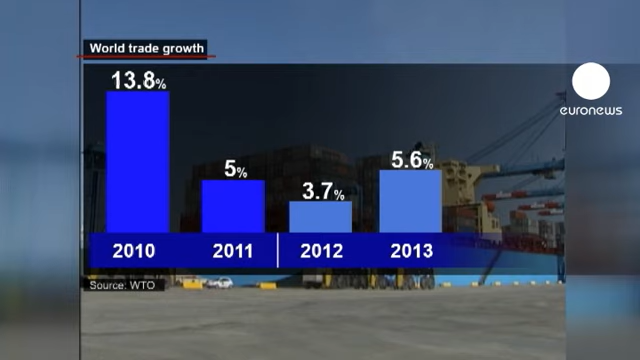 World trade growth
13.8%
5%
3.7%
5.6%
2010 2011 2012 2013
Source: WTO
euronews